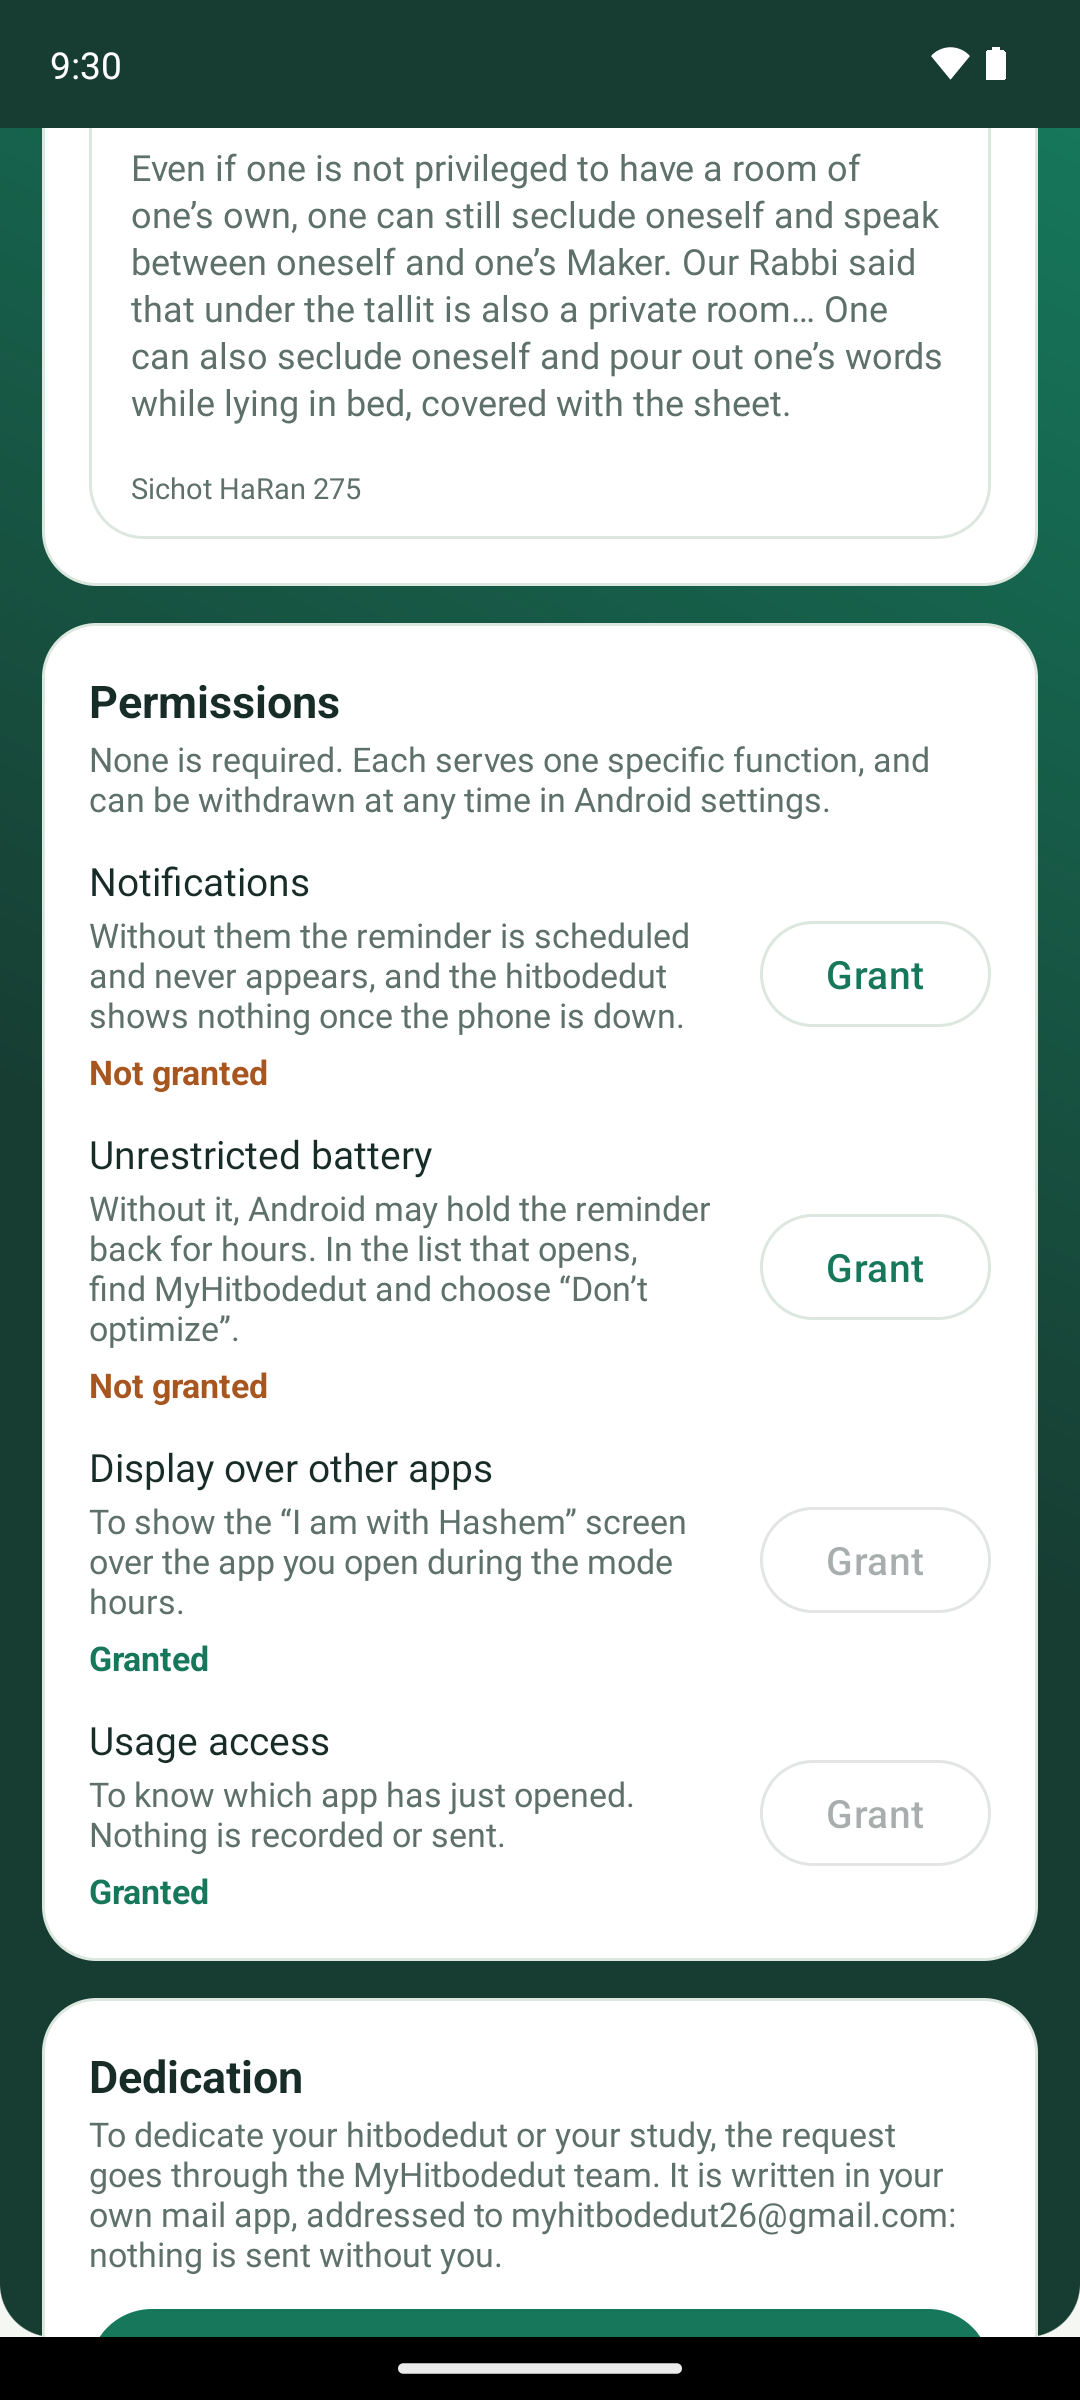 9:30
Even if one is not privileged to have a room of
one’s own, one can still seclude oneself and speak
between oneself and one’s Maker. Our Rabbi said
that under the tallit is also a private room… One
can also seclude oneself and pour out one’s words
while lying in bed, covered with the sheet.
Sichot HaRan 275
Permissions
None is required. Each serves one specific function, and
can be withdrawn at any time in Android settings.
Notifications
Without them the reminder is scheduled
and never appears, and the hitbodedut
shows nothing once the phone is down.
Not granted
Grant
Unrestricted battery
Without it, Android may hold the reminder
back for hours. In the list that opens,
find MyHitbodedut and choose “Don’t
optimize”.
Not granted
Grant
Display over other apps
To show the “I am with Hashem” screen
over the app you open during the mode
hours.
Granted
Grant
Usage access
To know which app has just opened.
Nothing is recorded or sent.
Granted
Grant
Dedication
To dedicate your hitbodedut or your study, the request
goes through the MyHitbodedut team. It is written in your
own mail app, addressed to myhitbodedut26@gmail.com:
nothing is sent without you.